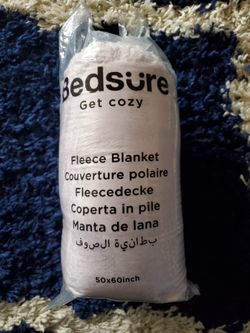 Bedsure
Get cozy
Fleece Blanket
Couverture polaire
Fleecedecke
Coperta in pile
Manta de lana
بطانية الصوف
50x60inch